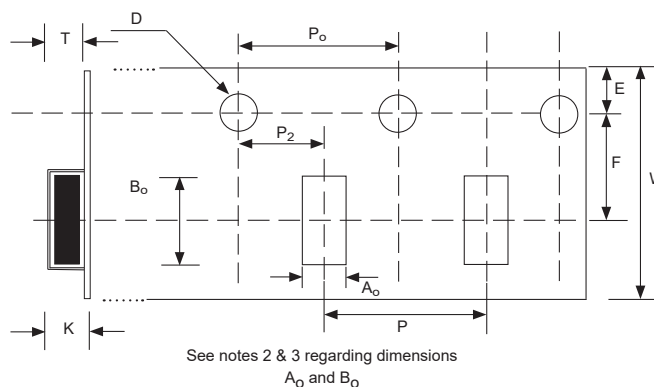 D
T
Po
E
P2
F
W
Bo
Ao
K
P
See notes 2 & 3 regarding dimensions
Ao and Bo